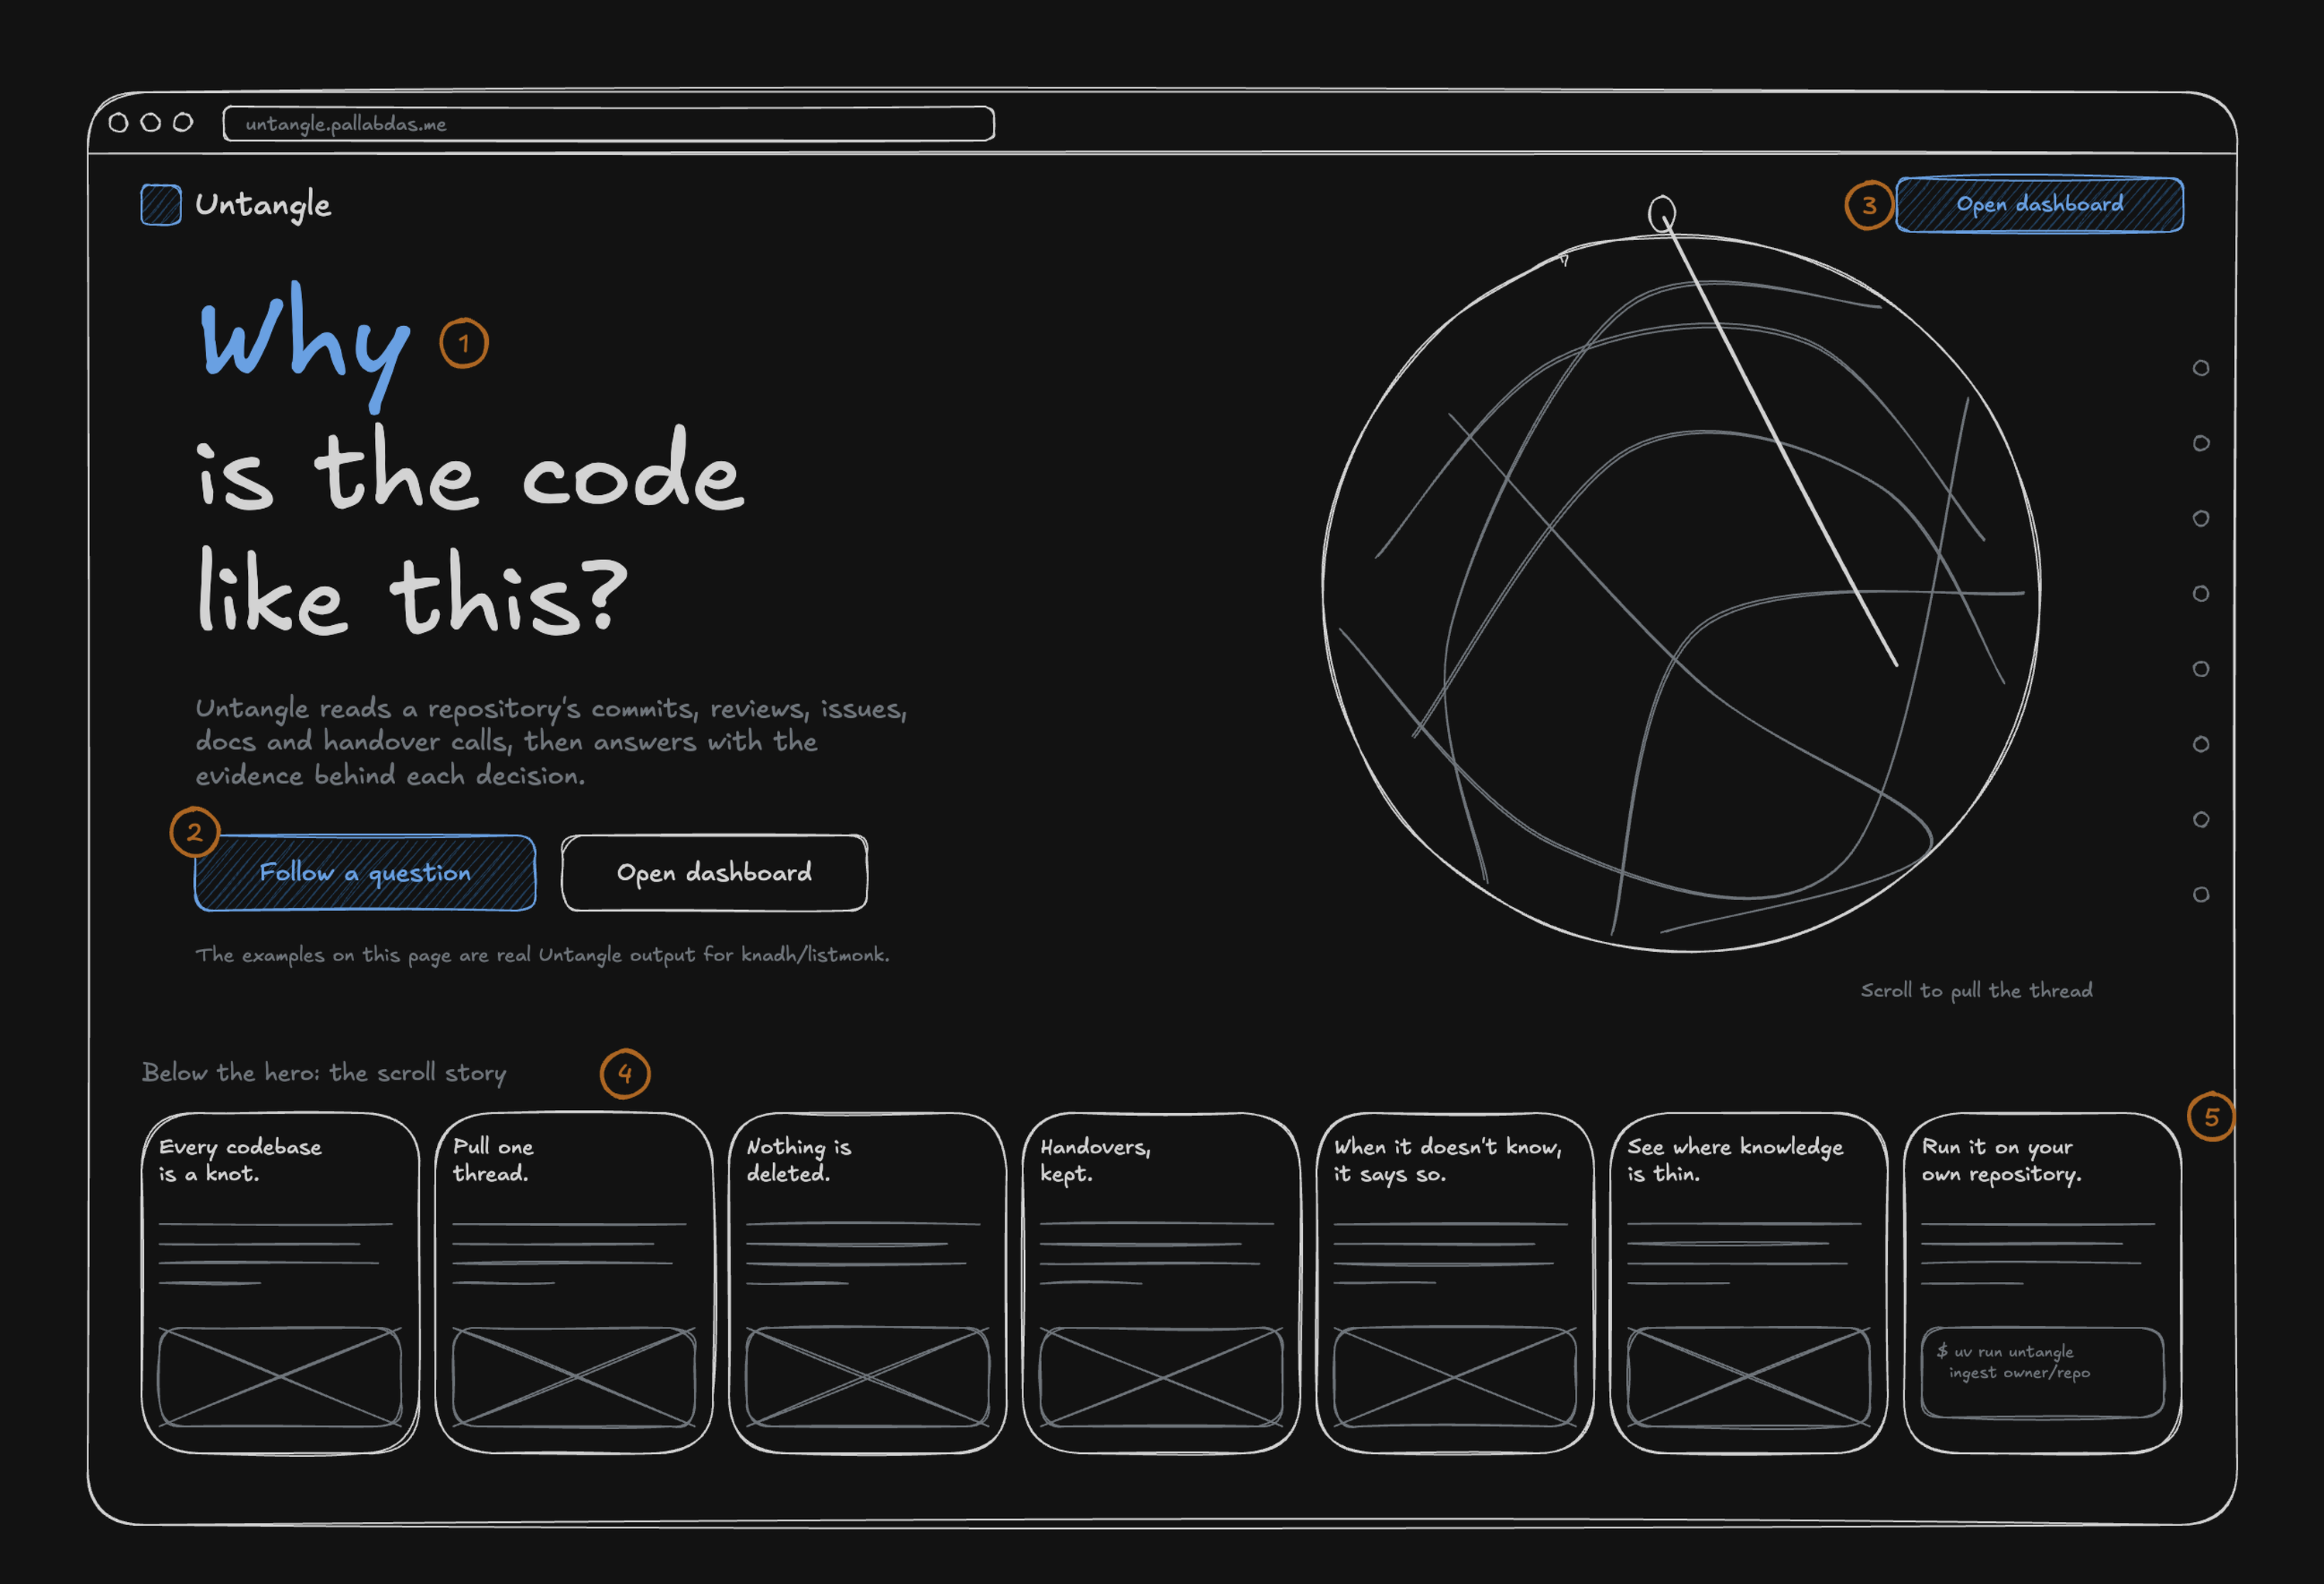 untangle.pallabdas.me
Untangle
3
Open dashboard
Why
1
is the code
like this?
Untangle reads a repository's commits, reviews, issues,
docs and handover calls, then answers with the
evidence behind each decision.
2
Follow a question
Open dashboard
The examples on this page are real Untangle output for knadh/listmonk.
Scroll to pull the thread
Below the hero: the scroll story
4
5
Every codebase
is a knot.
Pull one
thread.
Nothing is
deleted.
Handovers,
kept.
When it doesn't know,
it says so.
See where knowledge
is thin.
Run it on your
own repository.
$ uv run untangle
ingest owner/repo